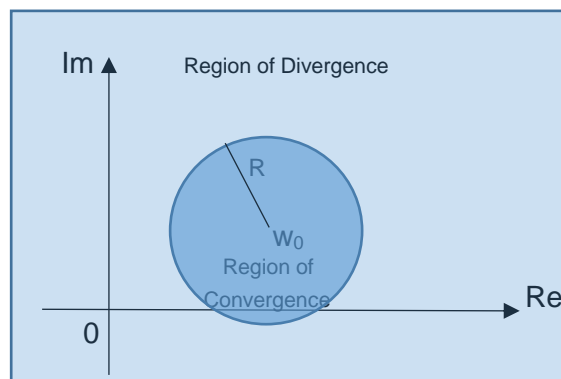 Im
Region of Divergence
R
w₀
Region of
Convergence
Re
0